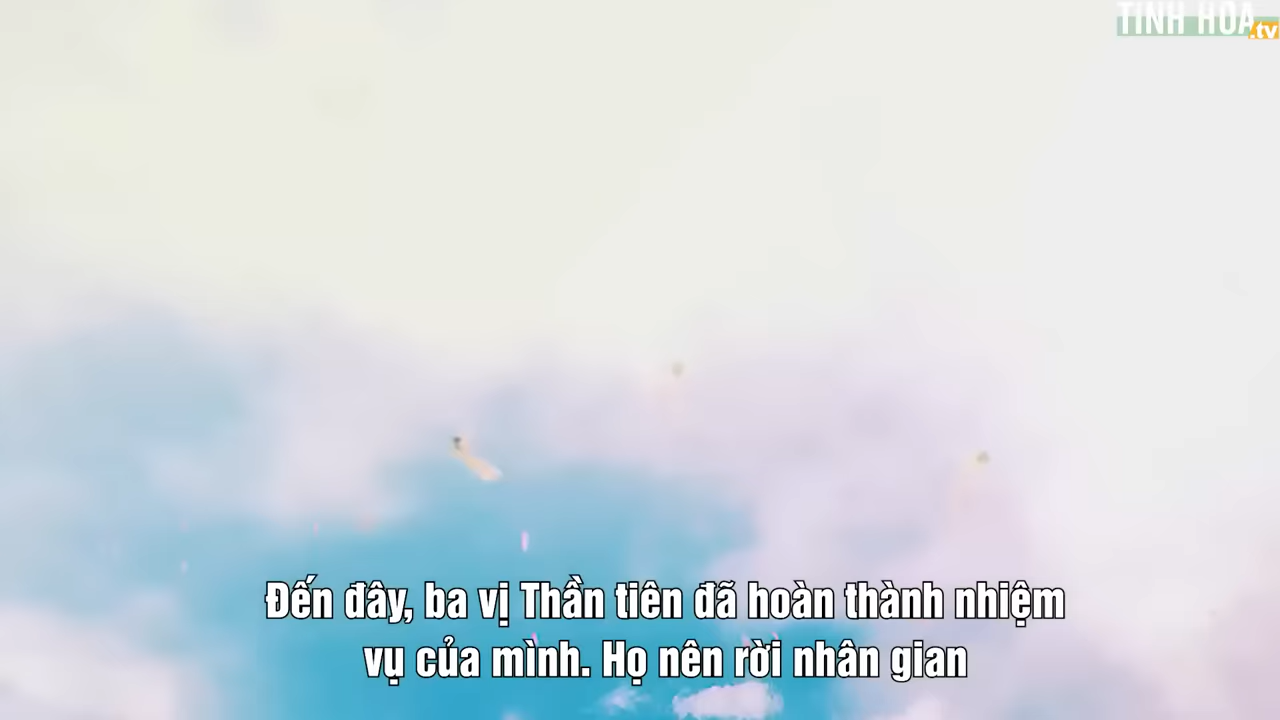 TINH HOA.tv
Đến đây, ba vị Thần tiên đã hoàn thành nhiệm
vụ của mình. Họ nên rời nhân gian